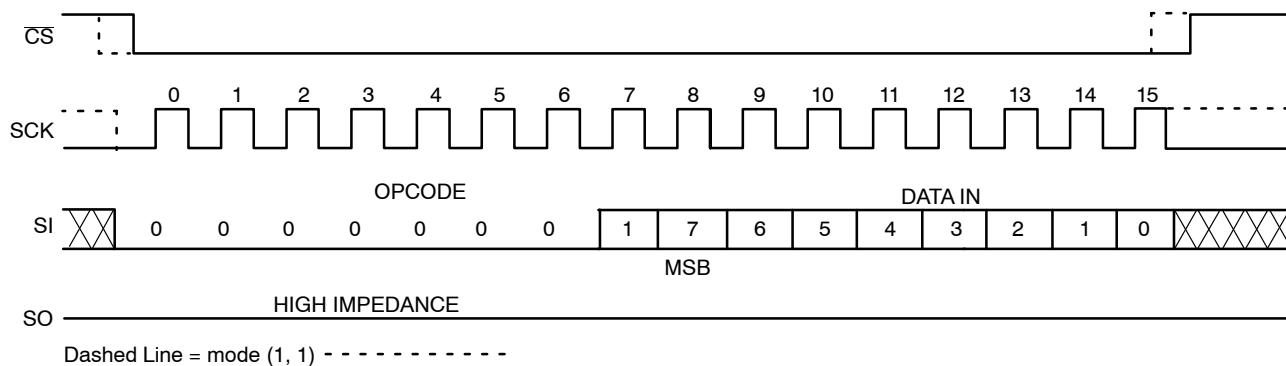 CS
0 1 2 3 4 5 6 7 8 9 10 11 12 13 14 15
SCK
OPCODE
DATA IN
SI 0 0 0 0 0 0 0 1 7 6 5 4 3 2 1 0
MSB
HIGH IMPEDANCE
SO
Dashed Line = mode (1, 1)